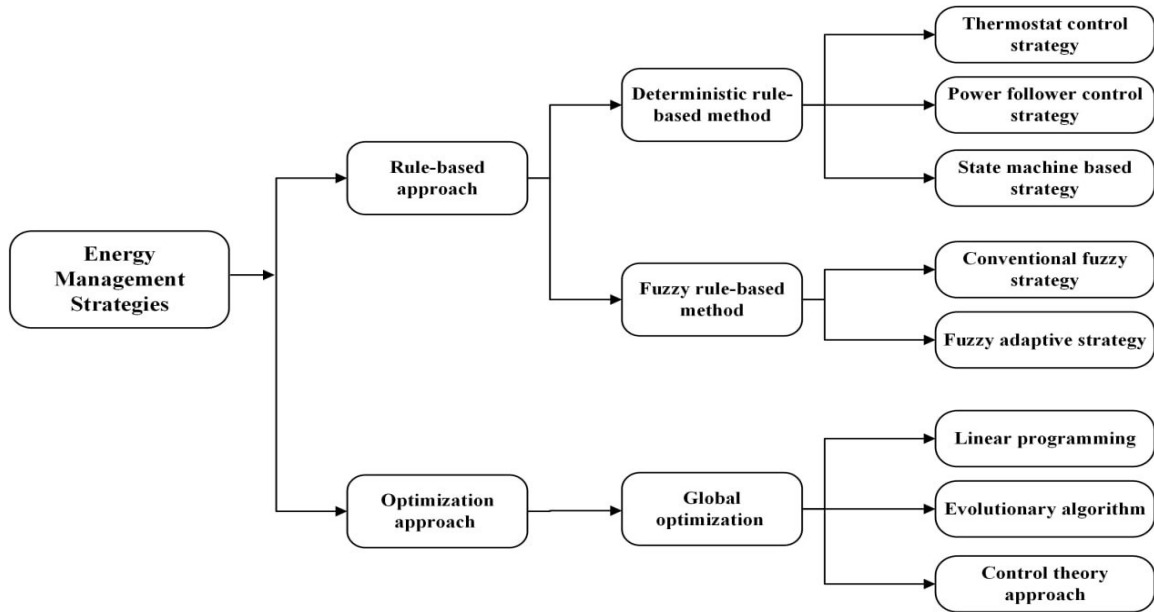 Energy
Management
Strategies
Rule-based
approach
Optimization
approach
Deterministic rule-
based method
Fuzzy rule-based
method
Global
optimization
Thermostat control
strategy
Power follower control
strategy
State machine based
strategy
Conventional fuzzy
strategy
Fuzzy adaptive strategy
Linear programming
Evolutionary algorithm
Control theory
approach